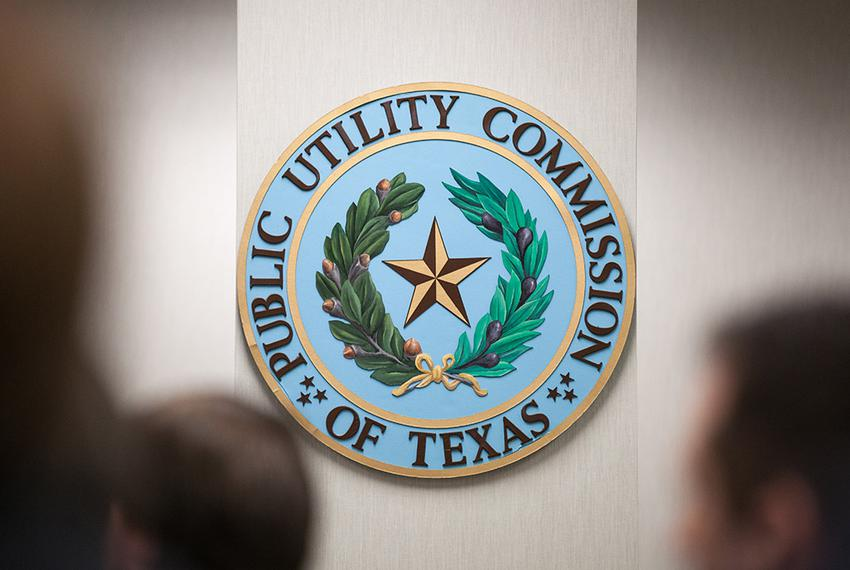 PUBLIC UTILITY COMMISSION
OF TEXAS